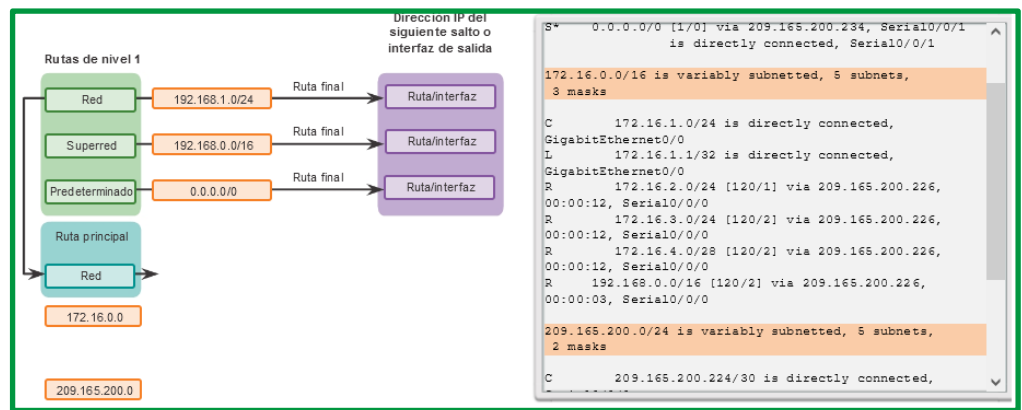 Rutas de nivel 1
Dirección IP del
siguiente salto o
interfaz de salida
Red
192.168.1.0/24
Ruta final
Ruta/interfaz
Superred
192.168.0.0/16
Ruta final
Ruta/interfaz
Predeterminado
0.0.0.0/0
Ruta final
Ruta/interfaz
Ruta principal
Red
172.16.0.0
209.165.200.0
S* 0.0.0.0/0 [1/0] via 209.165.200.234, Serial0/0/1
is directly connected, Serial0/0/1
172.16.0.0/16 is variably subnetted, 5 subnets,
3 masks
C 172.16.1.0/24 is directly connected,
GigabitEthernet0/0
L 172.16.1.1/32 is directly connected,
GigabitEthernet0/0
R 172.16.2.0/24 [120/1] via 209.165.200.226,
00:00:12, Serial0/0/0
R 172.16.3.0/24 [120/2] via 209.165.200.226,
00:00:12, Serial0/0/0
R 172.16.4.0/28 [120/2] via 209.165.200.226,
00:00:12, Serial0/0/0
R 192.168.0.0/16 [120/2] via 209.165.200.226,
00:00:03, Serial0/0/0
209.165.200.0/24 is variably subnetted, 5 subnets,
2 masks
C 209.165.200.224/30 is directly connected,